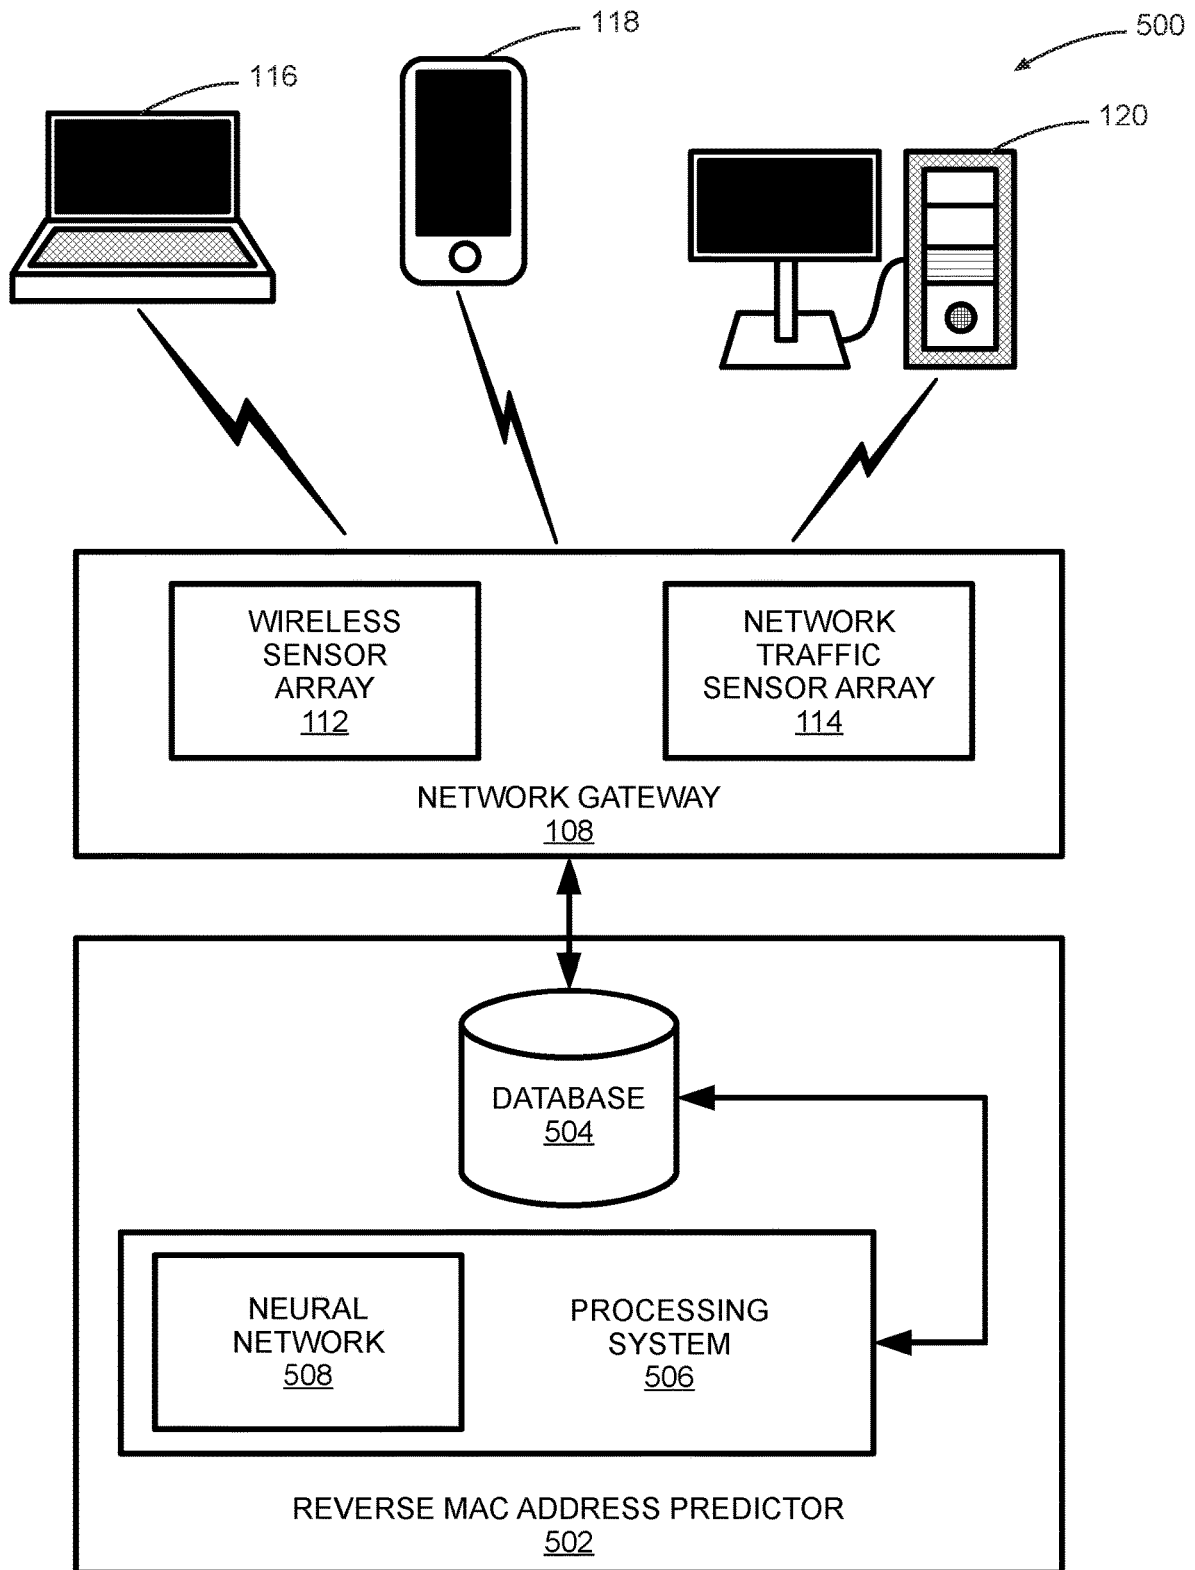 118
500
116
120
WIRELESS
SENSOR
ARRAY
112
NETWORK
TRAFFIC
SENSOR ARRAY
114
NETWORK GATEWAY
108
DATABASE
504
NEURAL
NETWORK
508
PROCESSING
SYSTEM
506
REVERSE MAC ADDRESS PREDICTOR
502